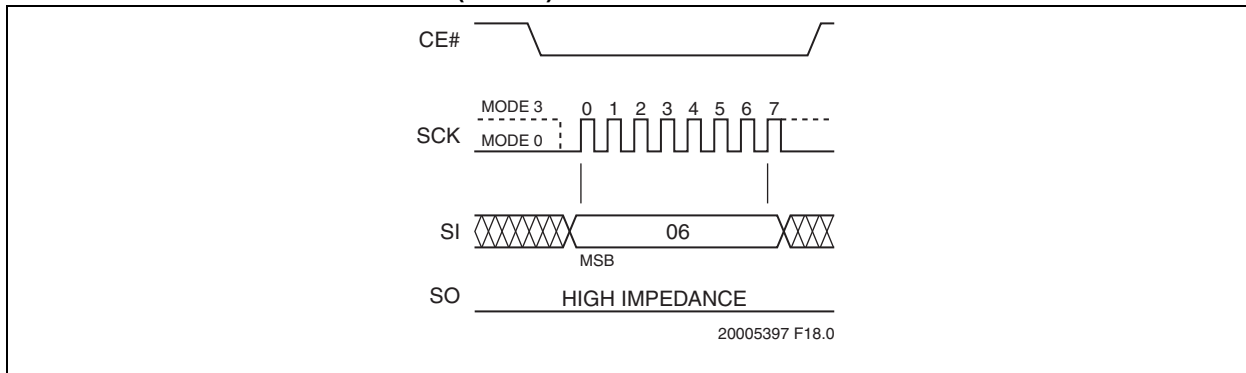 CE#
MODE 3 0 1 2 3 4 5 6 7
SCK MODE 0
SI 06
MSB
SO HIGH IMPEDANCE
20005397 F18.0